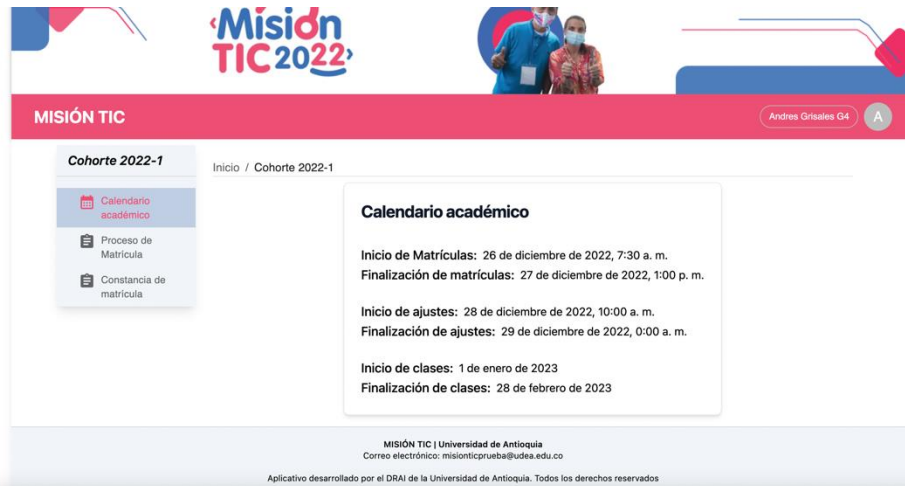 ‹Misión
TIC2022›
MISIÓN TIC
Andres Grisales G4
A
Cohorte 2022-1
Calendario
académico
Proceso de
Matrícula
Constancia de
matrícula
Inicio / Cohorte 2022-1
Calendario académico
Inicio de Matrículas: 26 de diciembre de 2022, 7:30 a. m.
Finalización de matrículas: 27 de diciembre de 2022, 1:00 p. m.
Inicio de ajustes: 28 de diciembre de 2022, 10:00 a. m.
Finalización de ajustes: 29 de diciembre de 2022, 0:00 a. m.
Inicio de clases: 1 de enero de 2023
Finalización de clases: 28 de febrero de 2023
MISIÓN TIC | Universidad de Antioquia
Correo electrónico: misionticprueba@udea.edu.co
Aplicativo desarrollado por el DRAI de la Universidad de Antioquia. Todos los derechos reservados